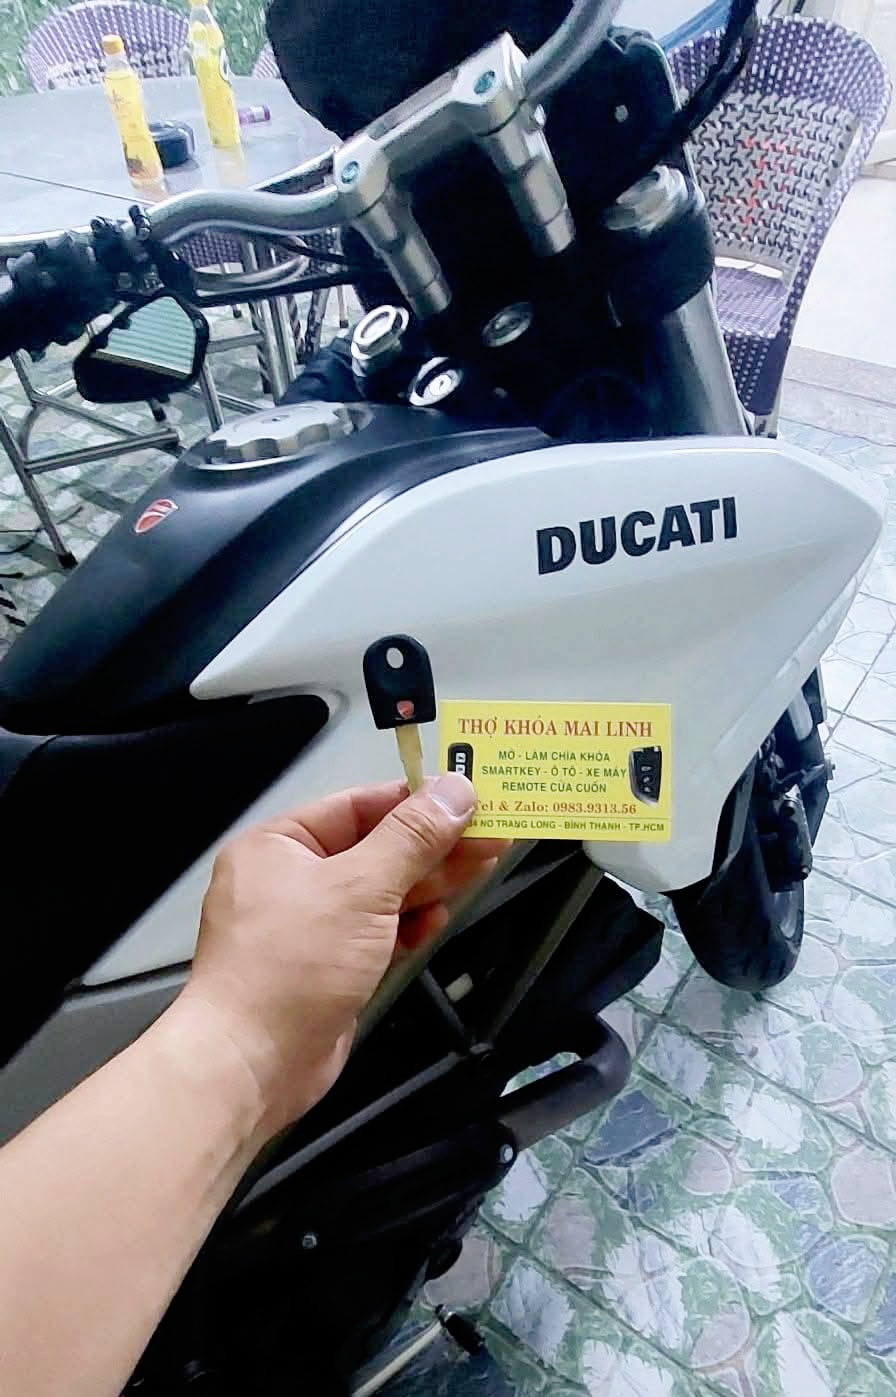 DUCATI
THỢ KHÓA MAI LINH
MỞ - LÀM CHÌA KHÓA
SMARTKEY - Ô TÔ - XE MÁY
REMOTE CỬA CUỐN
Tel & Zalo: 0983.9313.56
NƠ TRANG LONG - BÌNH THẠNH - TP.HCM